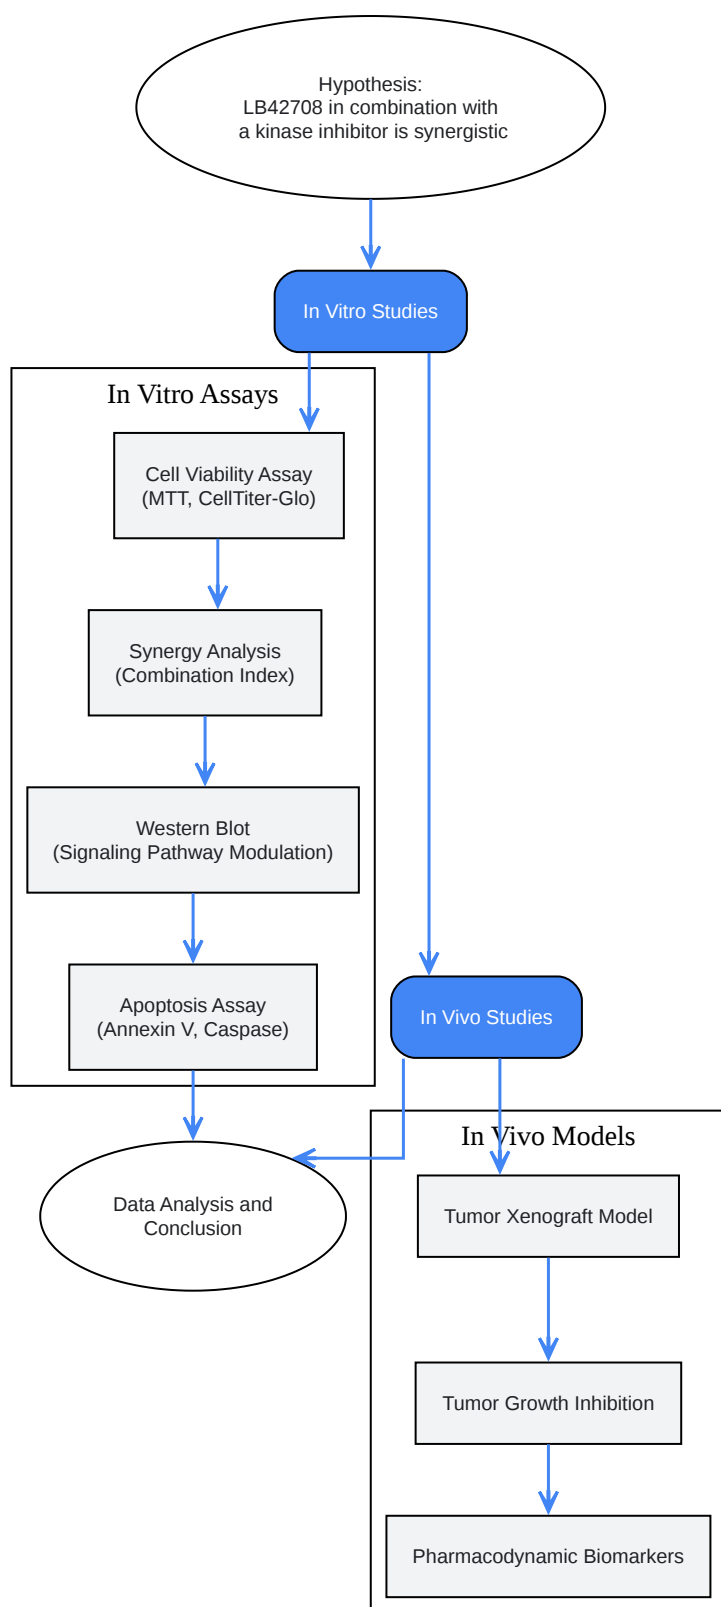 Hypothesis:
LB42708 in combination with
a kinase inhibitor is synergistic
In Vitro Studies
In Vitro Assays
Cell Viability Assay
(MTT, CellTiter-Glo)
Synergy Analysis
(Combination Index)
Western Blot
(Signaling Pathway Modulation)
Apoptosis Assay
(Annexin V, Caspase)
In Vivo Studies
Data Analysis and
Conclusion
In Vivo Models
Tumor Xenograft Model
Tumor Growth Inhibition
Pharmacodynamic Biomarkers